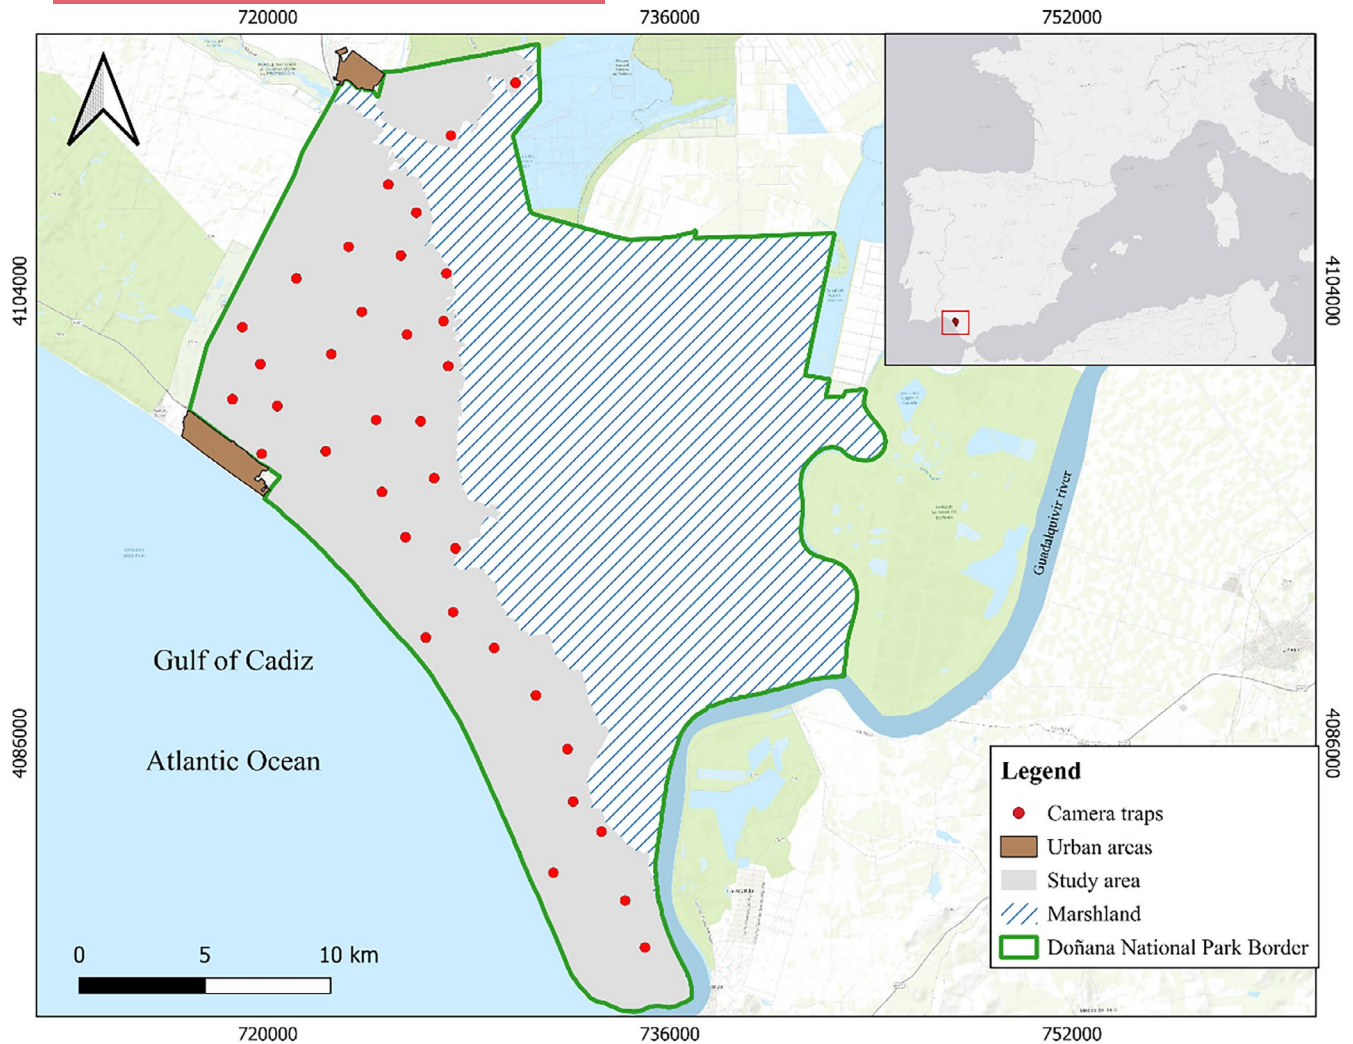 720000
736000
752000
4104000
4104000
Guadalquivir river
Gulf of Cadiz
Atlantic Ocean
4086000
4086000
Legend
Camera traps
Urban areas
Study area
Marshland
Doñana National Park Border
0 5 10 km
720000
736000
752000